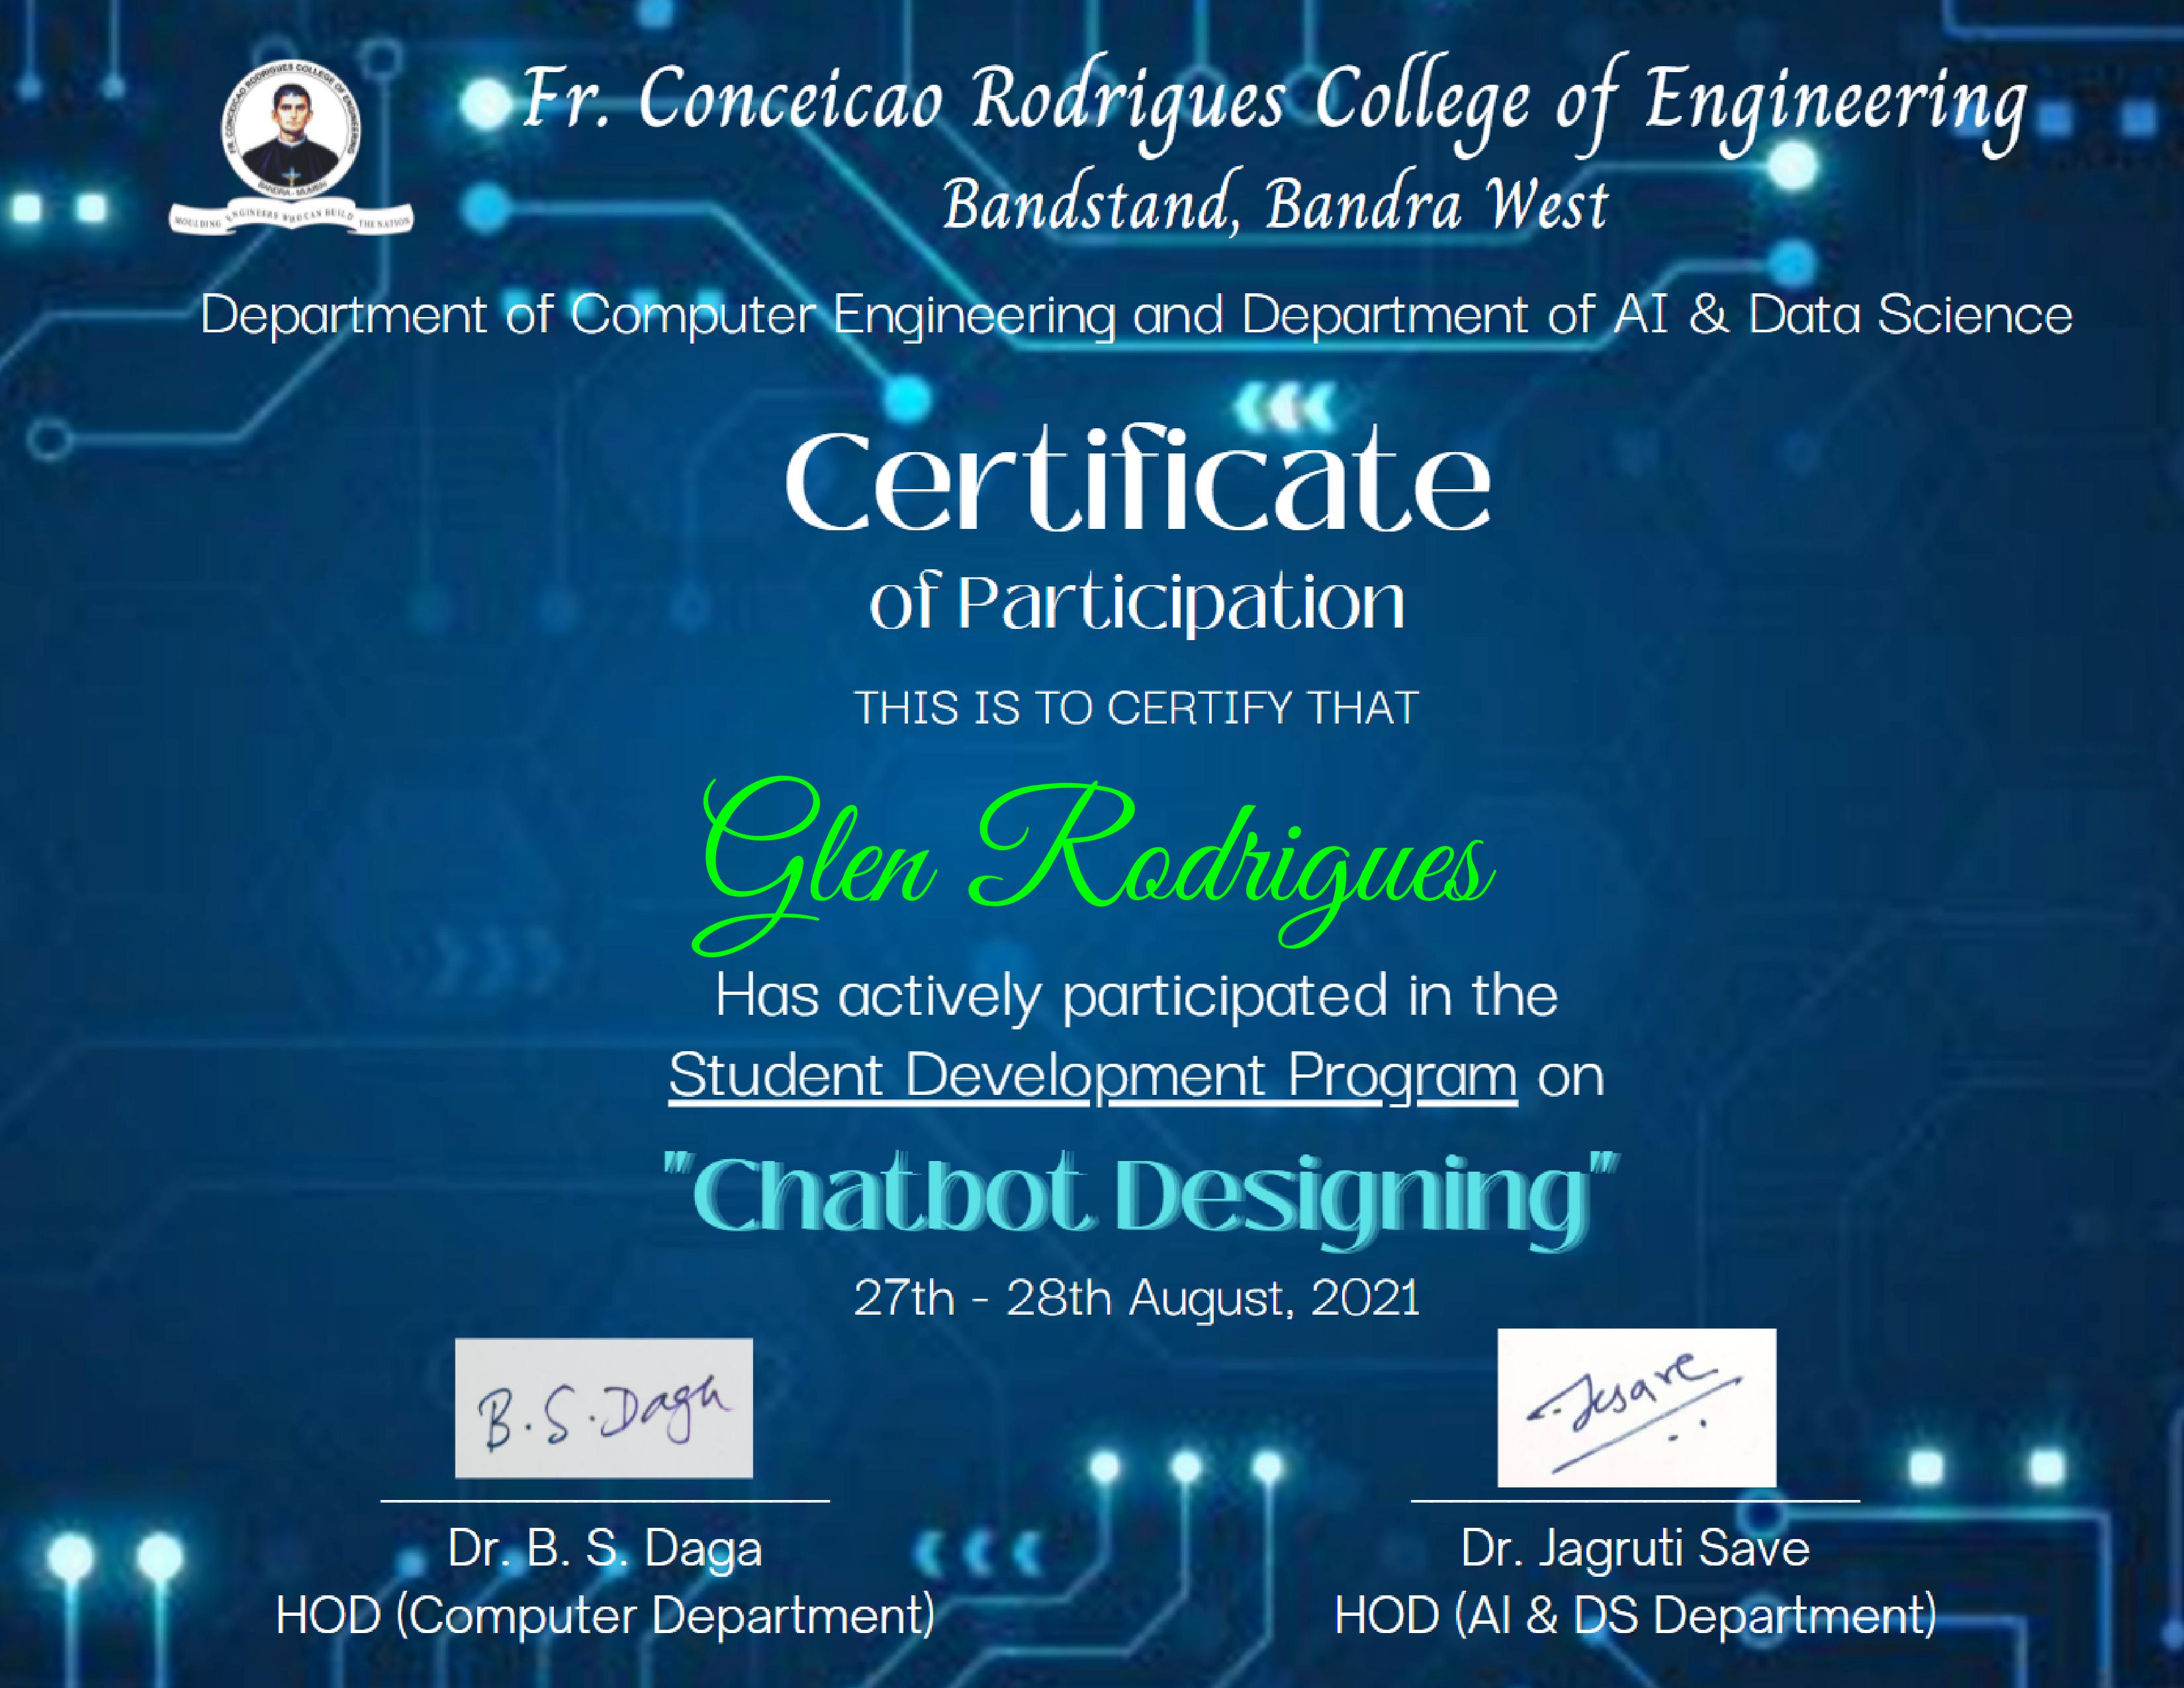 FR. CONCEICAO RODRIGUES COLLEGE OF ENGINEERING
BANDRA - MUMBAI
MOULDING ENGINEERS WHO CAN BUILD THE NATION
Fr. Conceicao Rodrigues College of Engineering
Bandstand, Bandra West
Department of Computer Engineering and Department of AI & Data Science
Certificate
of Participation
THIS IS TO CERTIFY THAT
Glen Rodrigues
Has actively participated in the
Student Development Program on
"Chatbot Designing"
27th - 28th August, 2021
B.S.Daga
Jsave
Dr. B. S. Daga
HOD (Computer Department)
Dr. Jagruti Save
HOD (AI & DS Department)